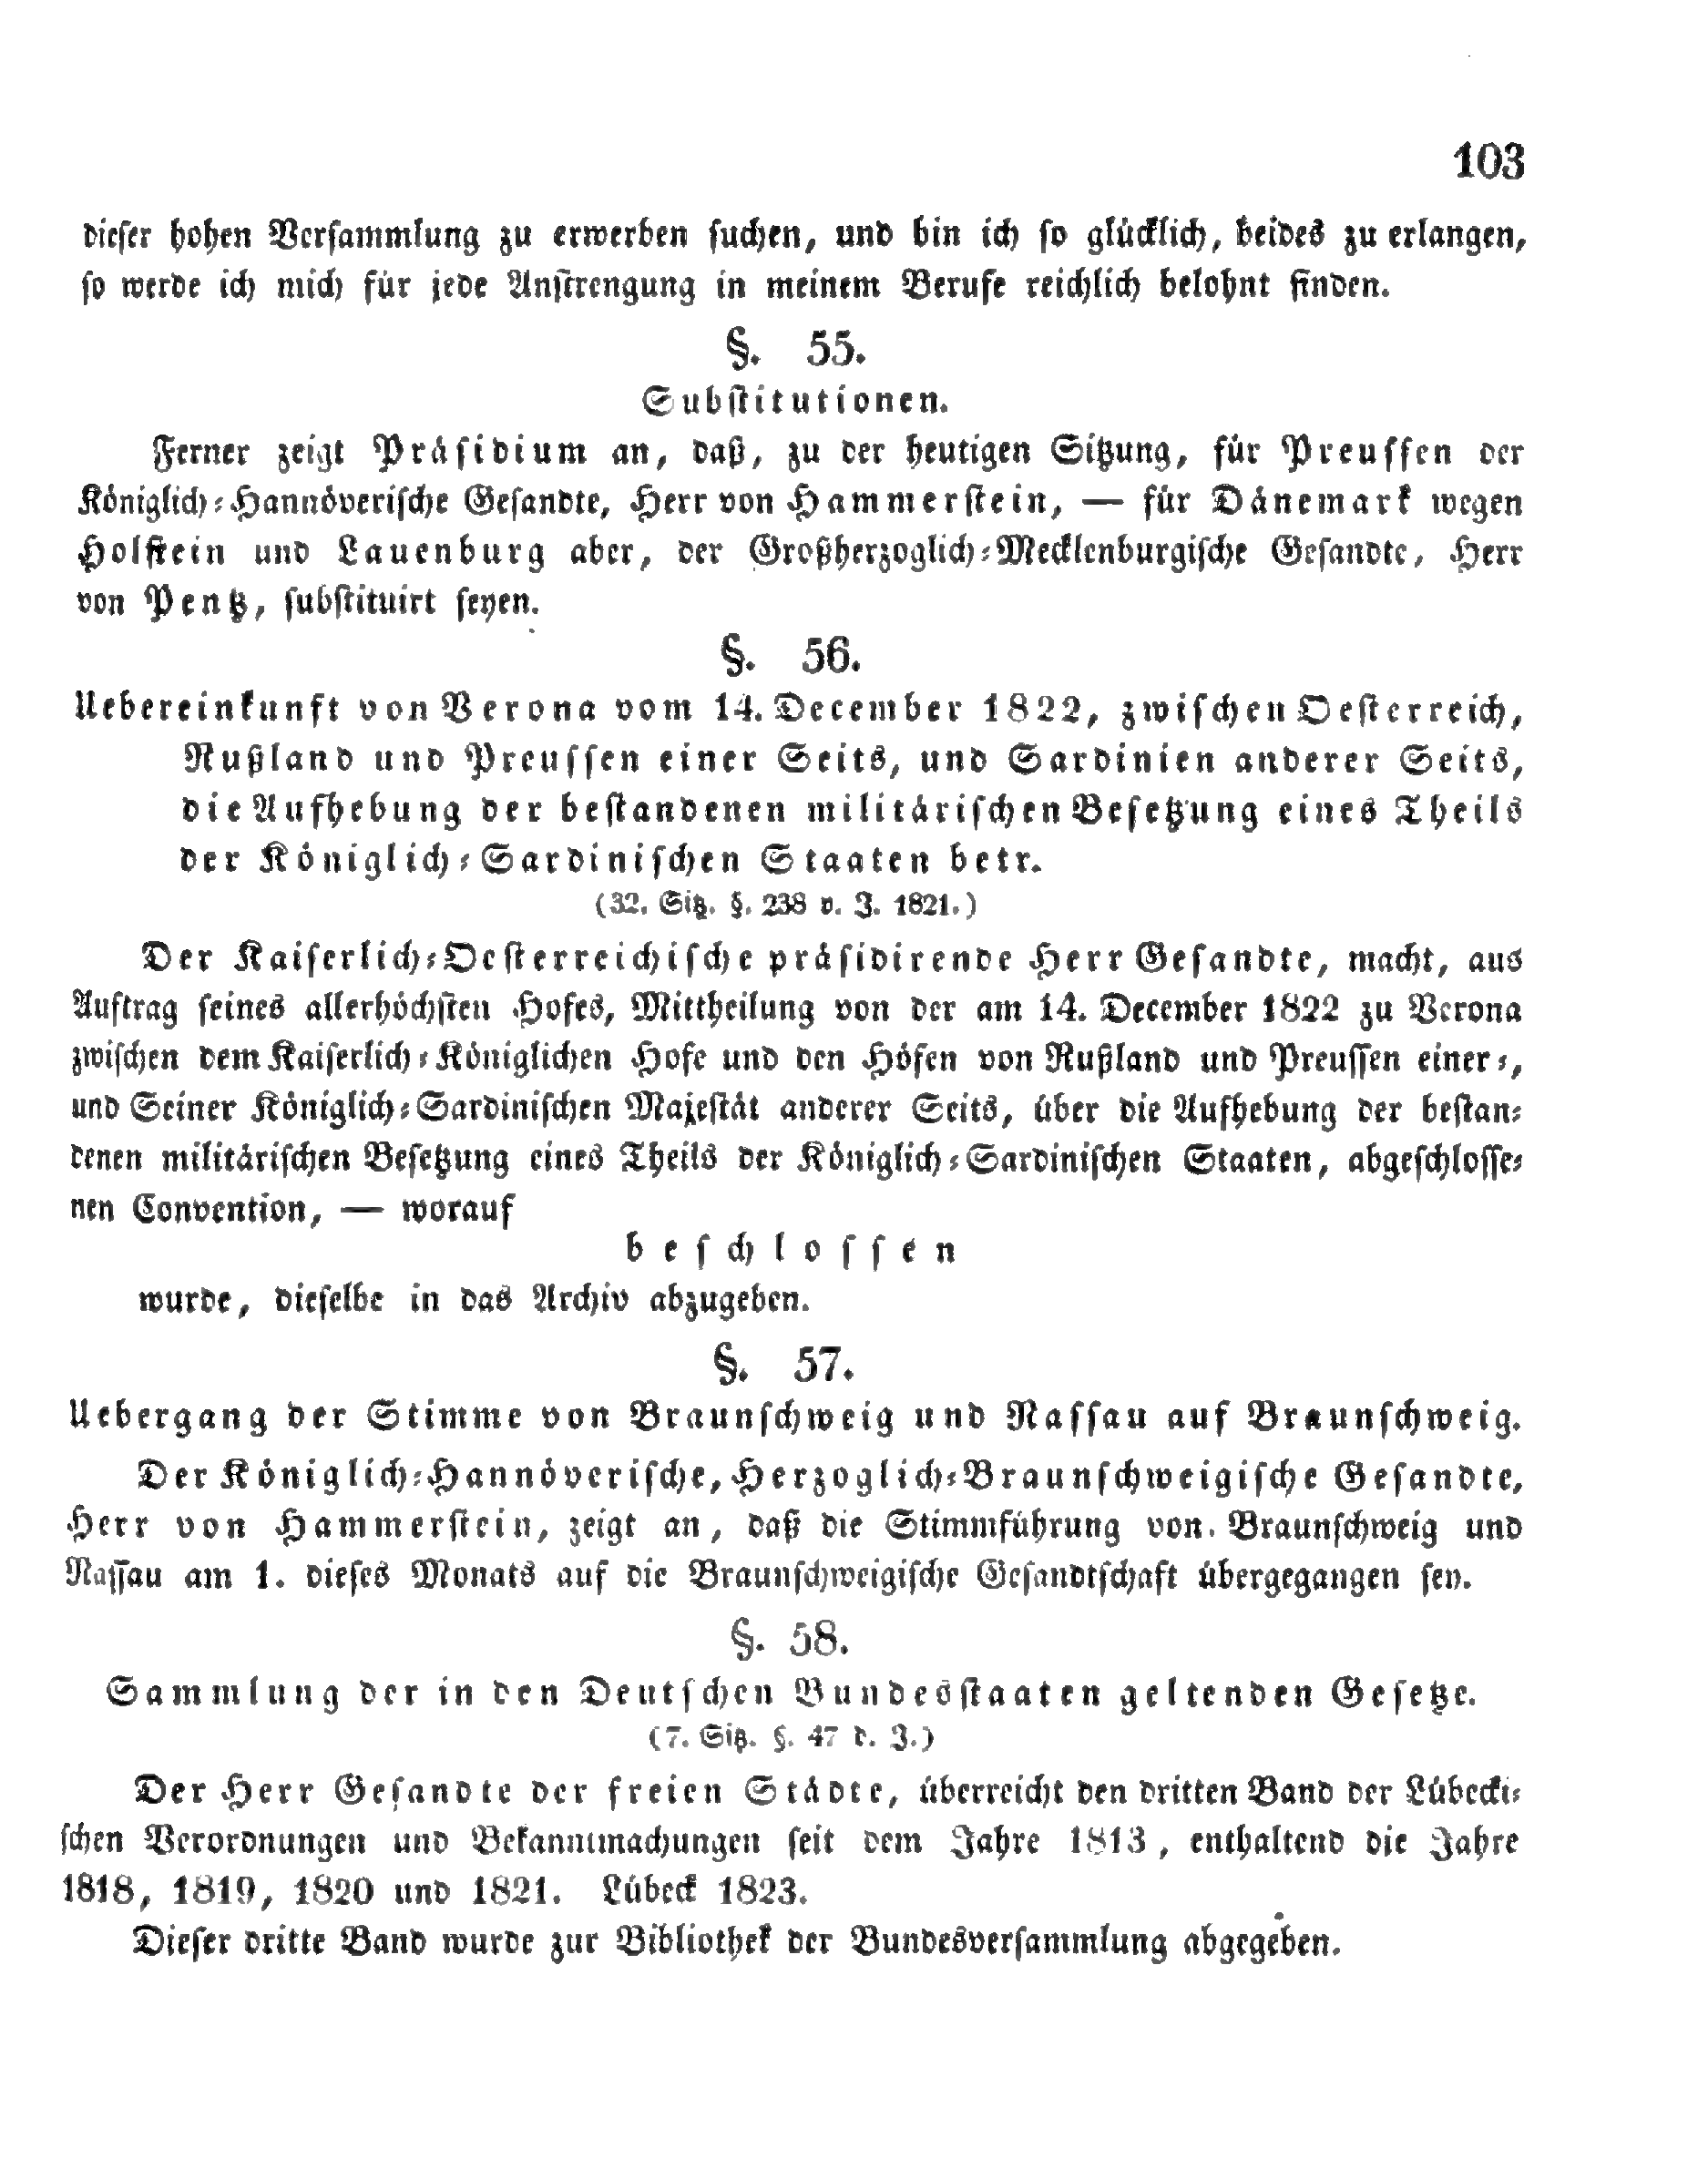 103
dieser hohen Versammlung zu erwerben suchen, und bin ich so glücklich, beides zu erlangen,
so werde ich mich für jede Anstrengung in meinem Berufe reichlich belohnt finden.
§. 55.
Substitutionen.
Ferner zeigt Präsidium an, daß, zu der heutigen Sitzung, für Preussen der
Königlich-Hannöverische Gesandte, Herr von Hammerstein, — für Dänemark wegen
Holstein und Lauenburg aber, der Großherzoglich-Mecklenburgische Gesandte, Herr
von Pentz, substituirt seyen.
§. 56.
Uebereinkunft von Verona vom 14. December 1822, zwischen Oesterreich,
Rußland und Preussen einer Seits, und Sardinien anderer Seits,
die Aufhebung der bestandenen militärischen Besetzung eines Theils
der Königlich-Sardinischen Staaten betr.
(32. Sitz. §. 238 v. J. 1821.)
Der Kaiserlich-Oesterreichische präsidirende Herr Gesandte, macht, aus
Auftrag seines allerhöchsten Hofes, Mittheilung von der am 14. December 1822 zu Verona
zwischen dem Kaiserlich-Königlichen Hofe und den Höfen von Rußland und Preussen einer-,
und Seiner Königlich-Sardinischen Majestät anderer Seits, über die Aufhebung der bestan-
denen militärischen Besetzung eines Theils der Königlich-Sardinischen Staaten, abgeschlosse-
nen Convention, — worauf
beschlossen
wurde, dieselbe in das Archiv abzugeben.
§. 57.
Uebergang der Stimme von Braunschweig und Nassau auf Braunschweig.
Der Königlich-Hannöverische, Herzoglich-Braunschweigische Gesandte,
Herr von Hammerstein, zeigt an, daß die Stimmführung von Braunschweig und
Nassau am 1. dieses Monats auf die Braunschweigische Gesandtschaft übergegangen sey.
§. 58.
Sammlung der in den Deutschen Bundesstaaten geltenden Gesetze.
(7. Sitz. §. 47 d. J.)
Der Herr Gesandte der freien Städte, überreicht den dritten Band der Lübecki-
schen Verordnungen und Bekanntmachungen seit dem Jahre 1813, enthaltend die Jahre
1818, 1819, 1820 und 1821. Lübeck 1823.
Dieser dritte Band wurde zur Bibliothek der Bundesversammlung abgegeben.